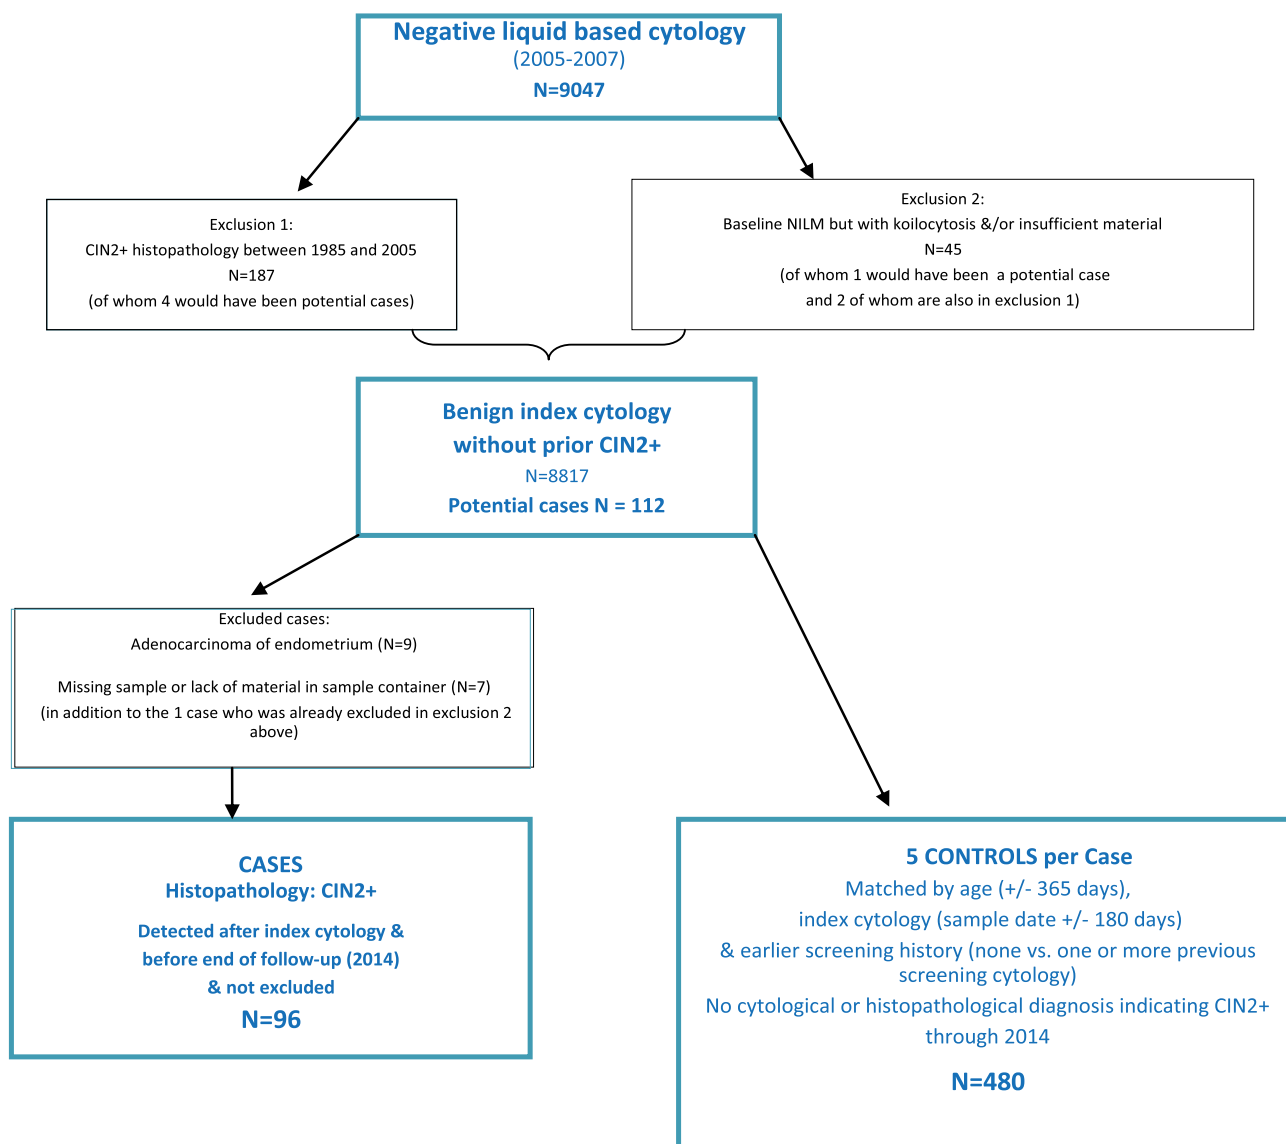 Negative liquid based cytology
(2005-2007)
N=9047
Exclusion 1:
CIN2+ histopathology between 1985 and 2005
N=187
(of whom 4 would have been potential cases)
Exclusion 2:
Baseline NILM but with koilocytosis &/or insufficient material
N=45
(of whom 1 would have been a potential case
and 2 of whom are also in exclusion 1)
Benign index cytology
without prior CIN2+
N=8817
Potential cases N = 112
Excluded cases:
Adenocarcinoma of endometrium (N=9)
Missing sample or lack of material in sample container (N=7)
(in addition to the 1 case who was already excluded in exclusion 2
above)
CASES
Histopathology: CIN2+
Detected after index cytology &
before end of follow-up (2014)
& not excluded
N=96
5 CONTROLS per Case
Matched by age (+/- 365 days),
index cytology (sample date +/- 180 days)
& earlier screening history (none vs. one or more previous
screening cytology)
No cytological or histopathological diagnosis indicating CIN2+
through 2014
N=480